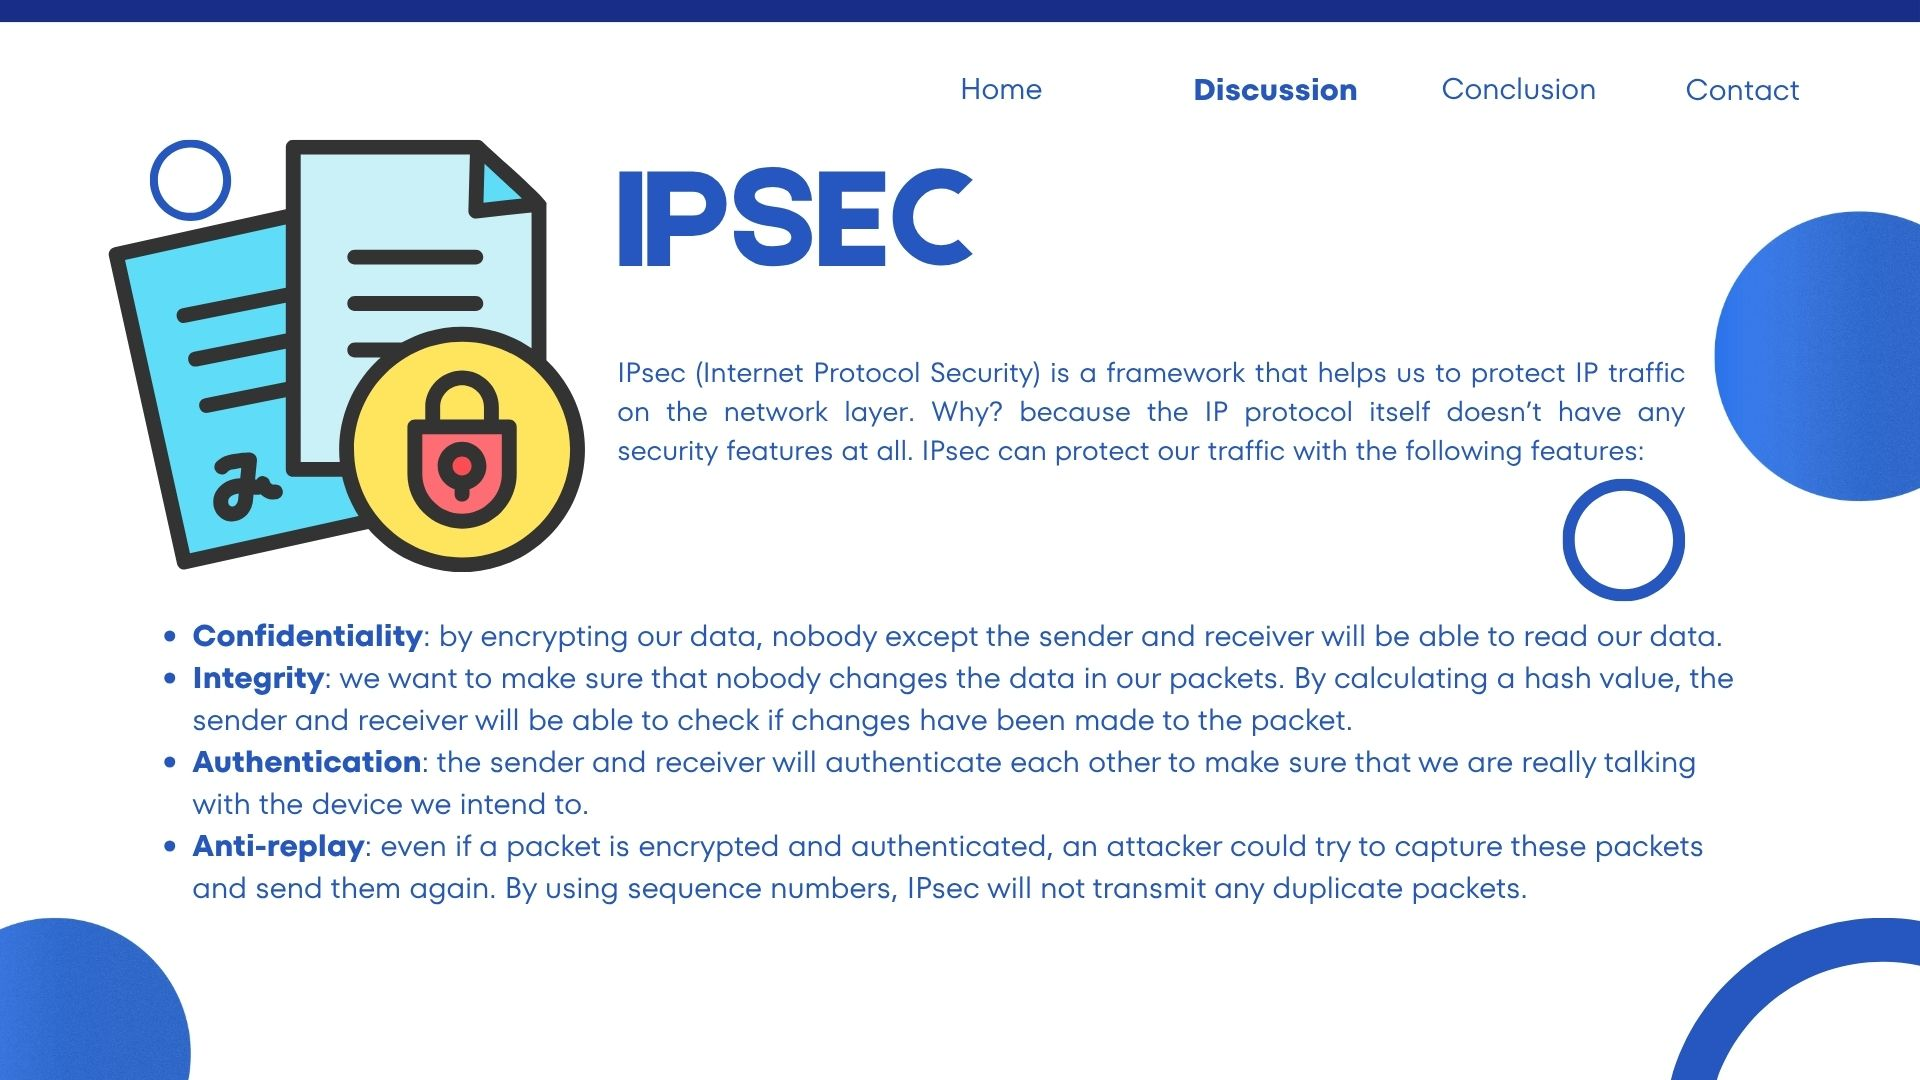 Home Discussion Conclusion Contact
IPSEC
IPsec (Internet Protocol Security) is a framework that helps us to protect IP traffic
on the network layer. Why? because the IP protocol itself doesn’t have any
security features at all. IPsec can protect our traffic with the following features:
• Confidentiality: by encrypting our data, nobody except the sender and receiver will be able to read our data.
• Integrity: we want to make sure that nobody changes the data in our packets. By calculating a hash value, the
sender and receiver will be able to check if changes have been made to the packet.
• Authentication: the sender and receiver will authenticate each other to make sure that we are really talking
with the device we intend to.
• Anti-replay: even if a packet is encrypted and authenticated, an attacker could try to capture these packets
and send them again. By using sequence numbers, IPsec will not transmit any duplicate packets.